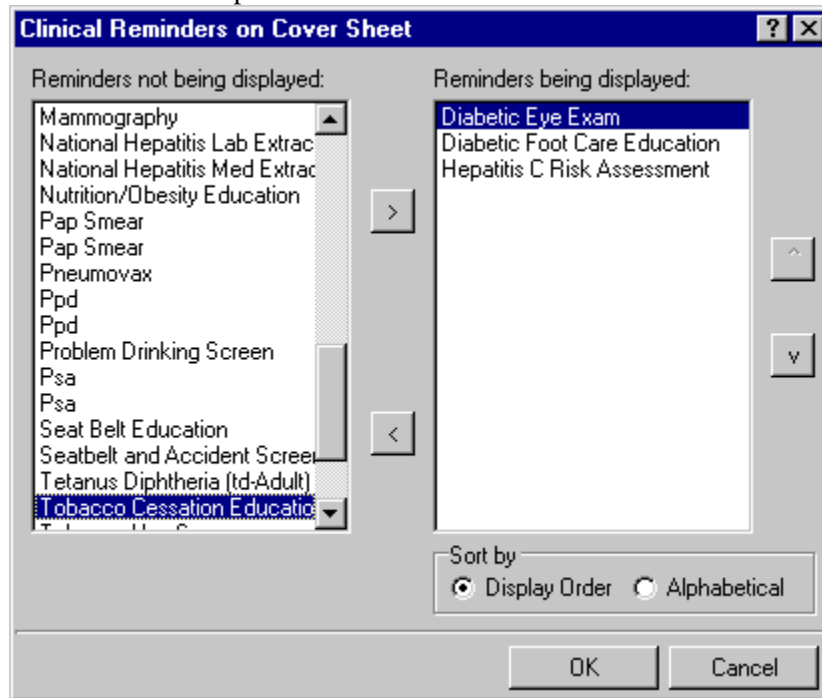 Clinical Reminders on Cover Sheet
Reminders not being displayed:
Mammography
National Hepatitis Lab Extrac
National Hepatitis Med Extrac
Nutrition/Obesity Education
Pap Smear
Pap Smear
Pneumovax
Ppd
Ppd
Problem Drinking Screen
Psa
Psa
Seat Belt Education
Seatbelt and Accident Screen
Tetanus Diphtheria (td-Adult)
Tobacco Cessation Educatio
>
<
Reminders being displayed:
Diabetic Eye Exam
Diabetic Foot Care Education
Hepatitis C Risk Assessment
^
v
Sort by
Display Order Alphabetical
OK Cancel